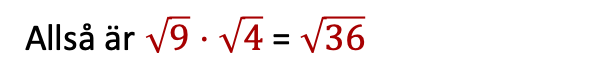 Allså är √9 · √4 = √36